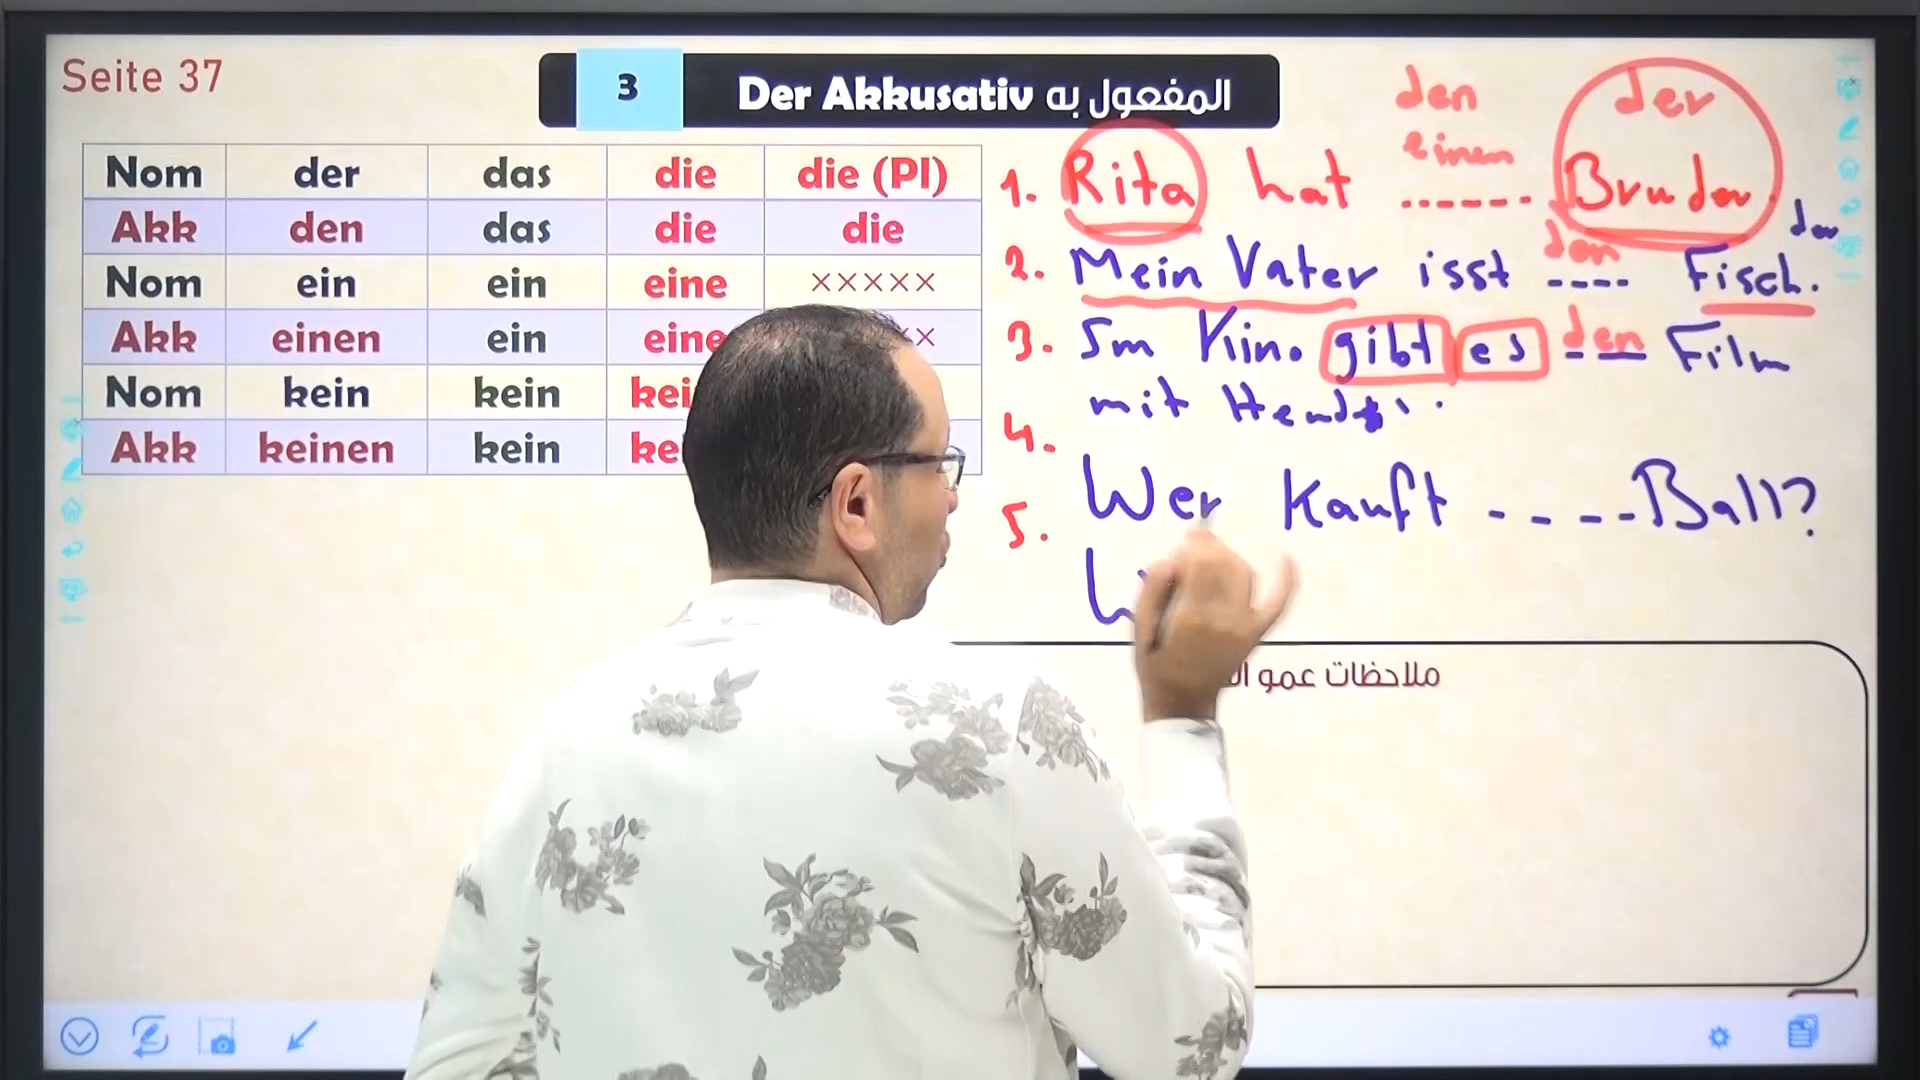 Seite 37
3 Der Akkusativ المفعول به
Nom der das die die (Pl)
Akk den das die die
Nom ein ein eine ×××××
Akk einen ein eine ××
Nom kein kein kei
Akk keinen kein ke
den der
einen
1. Rita hat ....... Bruder.
den der
2. Mein Vater isst ---- Fisch.
den
3. Im Kino gibt es --- Film
mit
4.
Wer kauft ---- Ball?
5.
ملاحظات عمو